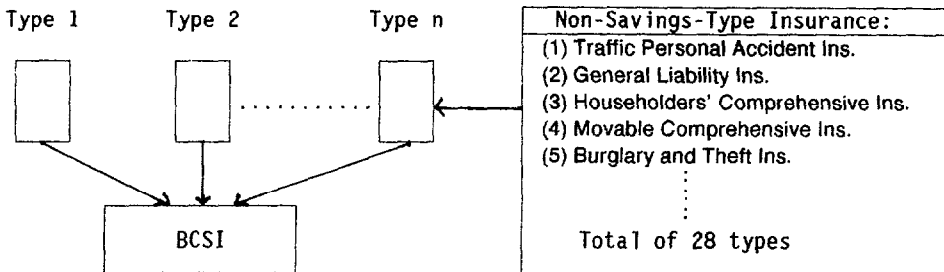 Type 1 Type 2 Type n
Non-Savings-Type Insurance:
(1) Traffic Personal Accident Ins.
(2) General Liability Ins.
(3) Householders' Comprehensive Ins.
(4) Movable Comprehensive Ins.
(5) Burglary and Theft Ins.
Total of 28 types
BCSI